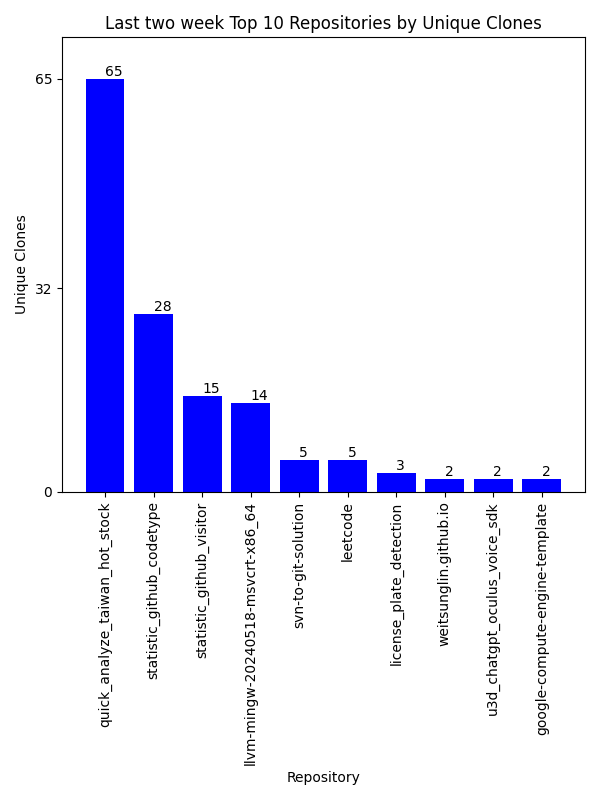 Last two week Top 10 Repositories by Unique Clones
Unique Clones
65
32
0
65
28
15
14
5
5
3
2
2
2
quick_analyze_taiwan_hot_stock
statistic_github_codetype
statistic_github_visitor
llvm-mingw-20240518-msvcrt-x86_64
svn-to-git-solution
leetcode
license_plate_detection
weitsunglin.github.io
u3d_chatgpt_oculus_voice_sdk
google-compute-engine-template
Repository